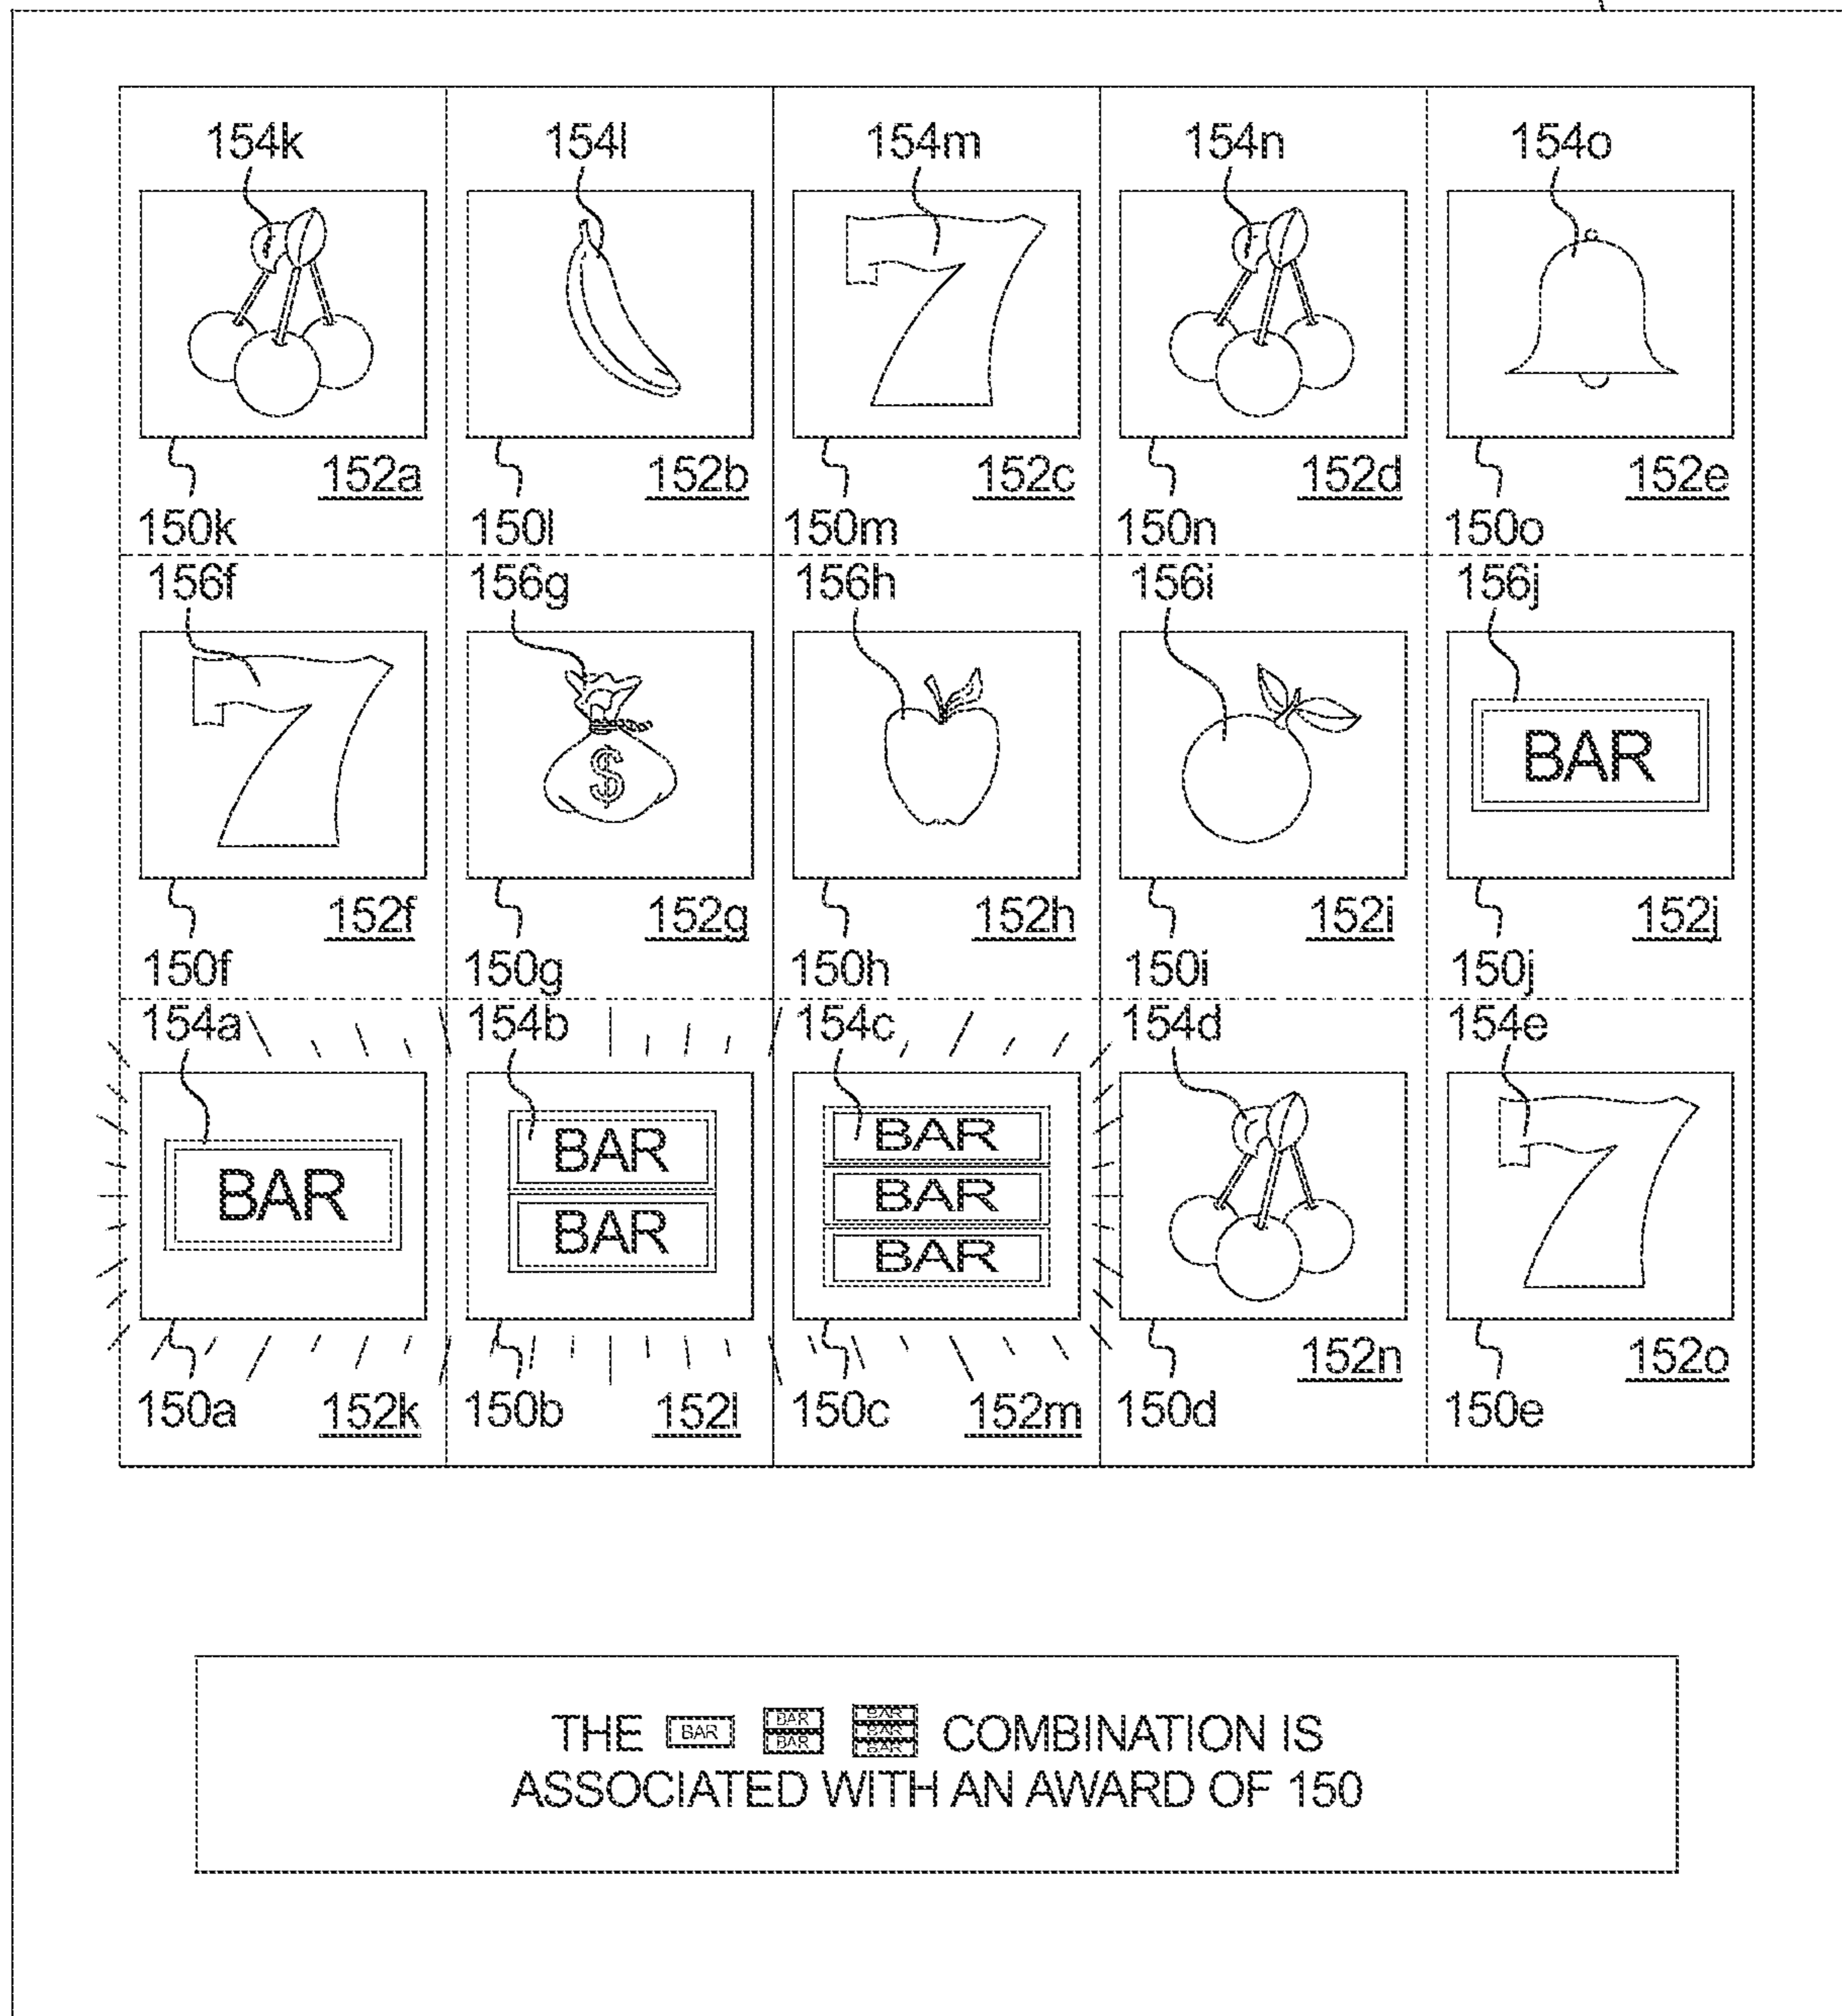 154k 154l 154m 154n 154o
7
152a 152b 152c 152d 152e
150k 150l 150m 150n 150o
156f 156g 156h 156i 156j
7 $ BAR
152f 152g 152h 152i 152j
150f 150g 150h 150i 150j
154a 154b 154c 154d 154e
BAR BAR BAR BAR BAR BAR 7
152n 152o
150a 152k 150b 152l 150c 152m 150d 150e
THE BAR BAR BAR BAR BAR BAR COMBINATION IS
ASSOCIATED WITH AN AWARD OF 150